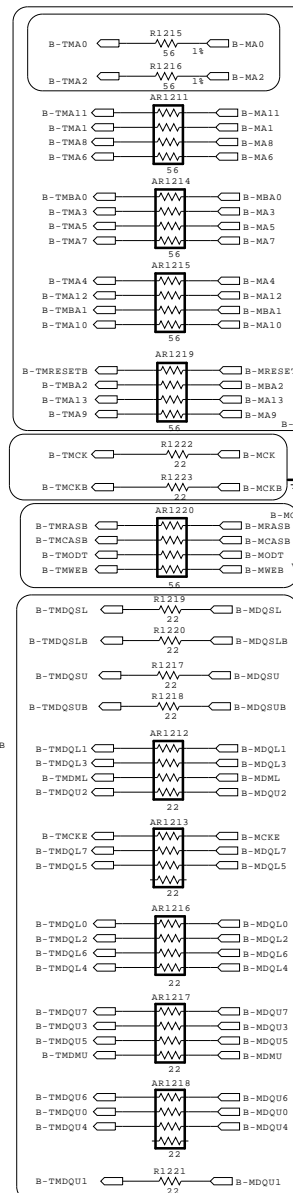 R1215
B-TMA0 B-MA0
56 1%
R1216
B-TMA2 B-MA2
56 1%
AR1211
B-TMA11 B-MA11
B-TMA1 B-MA1
B-TMA8 B-MA8
B-TMA6 B-MA6
56
AR1214
B-TMBA0 B-MBA0
B-TMA3 B-MA3
B-TMA5 B-MA5
B-TMA7 B-MA7
56
AR1215
B-TMA4 B-MA4
B-TMA12 B-MA12
B-TMBA1 B-MBA1
B-TMA10 B-MA10
56
AR1219
B-TMRESETB B-MRESET
B-TMBA2 B-MBA2
B-TMA13 B-MA13
B-TMA9 B-MA9
56 B-
R1222
B-TMCK B-MCK
22
R1223
B-TMCKB B-MCKB
22
AR1220 B-MC
B-TMRASB B-MRASB
B-TMCASB B-MCASB
B-TMODT B-MODT
B-TMWEB B-MWEB
56
R1219
B-TMDQSL B-MDQSL
22
R1220
B-TMDQSLB B-MDQSLB
22
R1217
B-TMDQSU B-MDQSU
22
R1218
B-TMDQSUB B-MDQSUB
22
AR1212
B
B-TMDQL1 B-MDQL1
B-TMDQL3 B-MDQL3
B-TMDML B-MDML
B-TMDQU2 B-MDQU2
22
AR1213
B-TMCKE B-MCKE
B-TMDQL7 B-MDQL7
B-TMDQL5 B-MDQL5
22
AR1216
B-TMDQL0 B-MDQL0
B-TMDQL2 B-MDQL2
B-TMDQL6 B-MDQL6
B-TMDQL4 B-MDQL4
22
AR1217
B-TMDQU7 B-MDQU7
B-TMDQU3 B-MDQU3
B-TMDQU5 B-MDQU5
B-TMDMU B-MDMU
22
AR1218
B-TMDQU6 B-MDQU6
B-TMDQU0 B-MDQU0
B-TMDQU4 B-MDQU4
22
R1221
B-TMDQU1 B-MDQU1
22